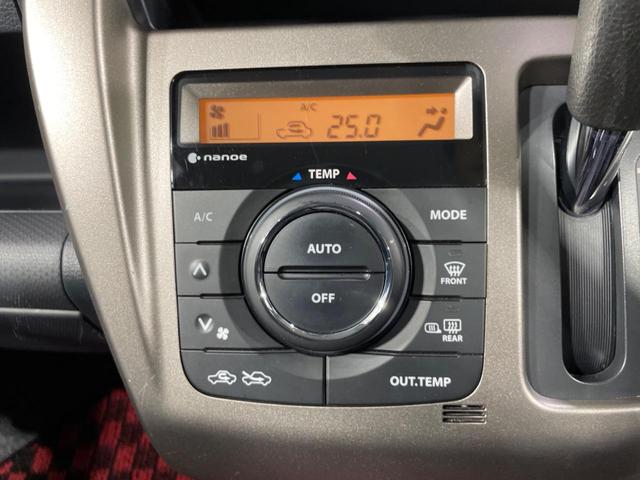 A/C
25.0
nanoe
TEMP
A/C
MODE
AUTO
OFF
FRONT
REAR
OUT.TEMP